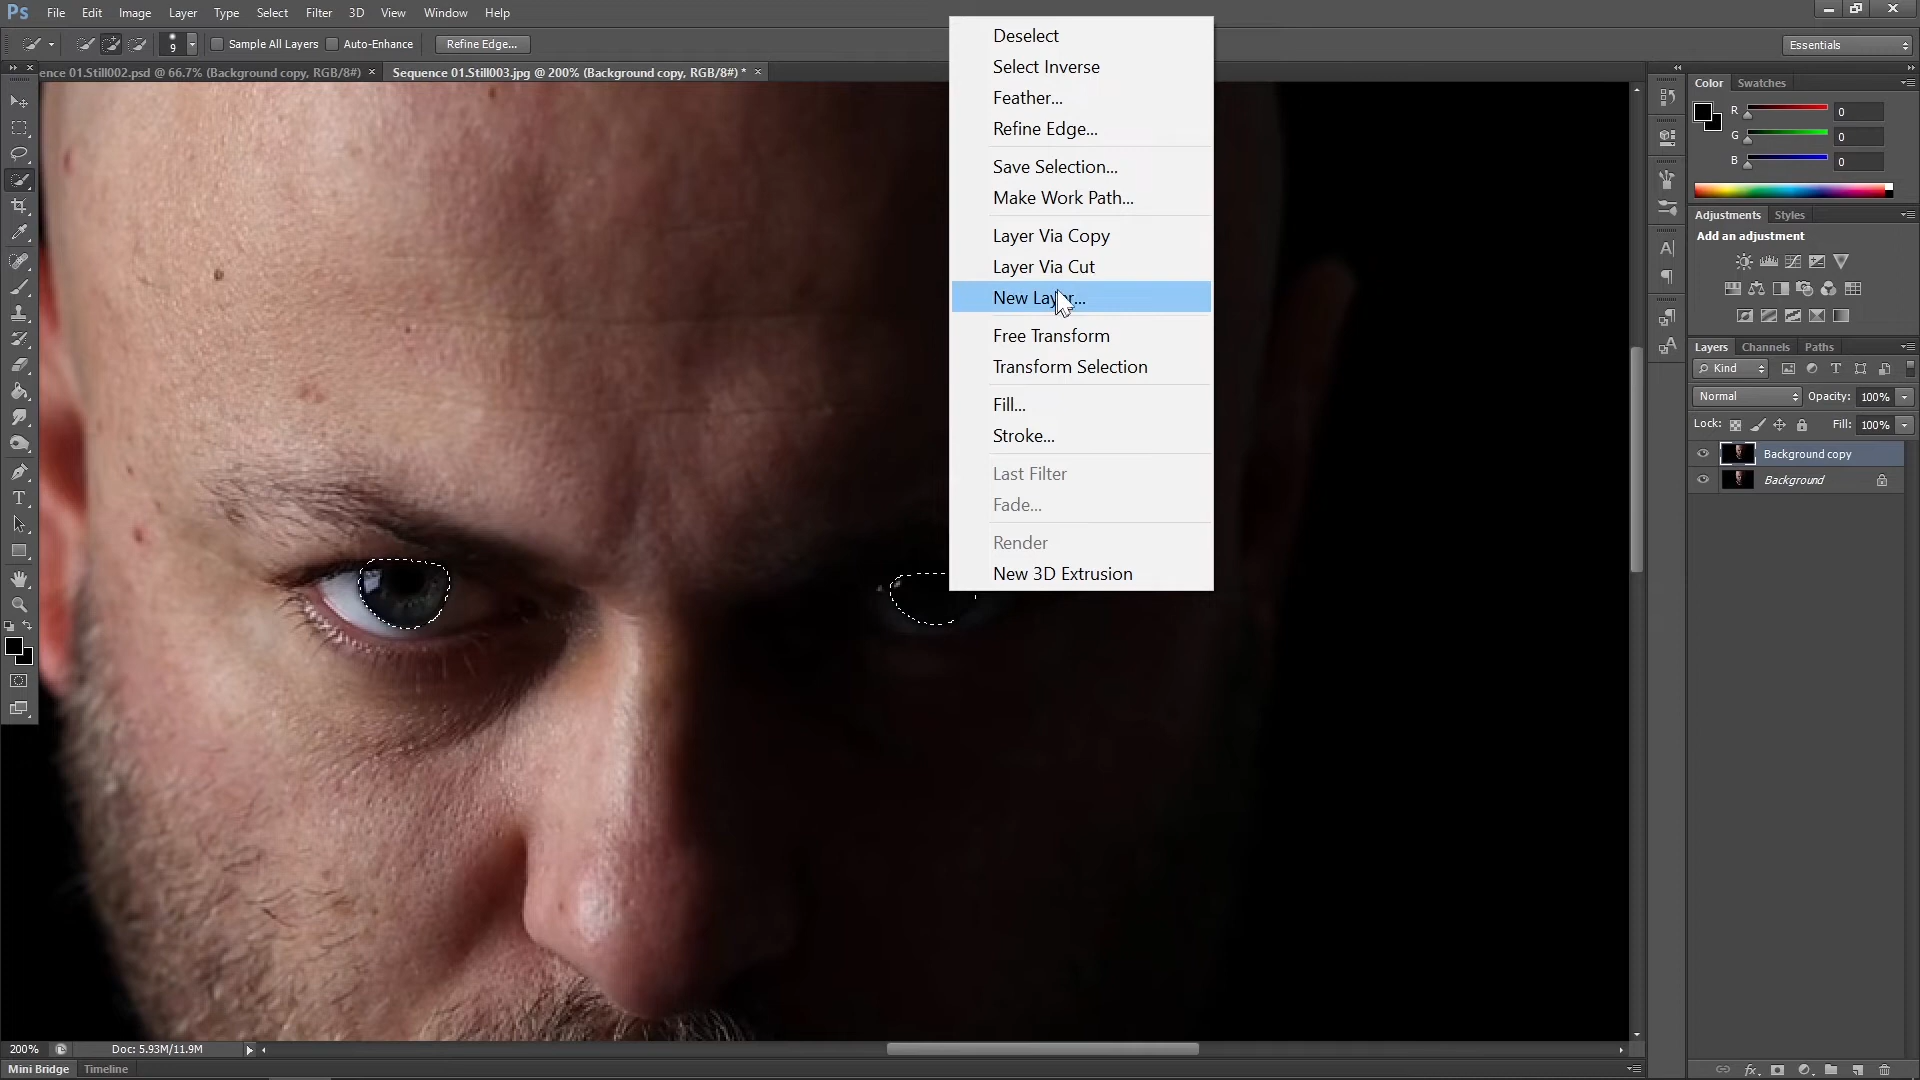 Ps File Edit Image Layer Type Select Filter 3D View Window Help
9 Sample All Layers Auto-Enhance Refine Edge... Essentials
ence 01.Still002.psd @ 66.7% (Background copy, RGB/8#) × Sequence 01.Still003.jpg @ 200% (Background copy, RGB/8#) * ×
Deselect
Select Inverse
Feather...
Refine Edge...
Save Selection...
Make Work Path...
Layer Via Copy
Layer Via Cut
New Layer...
Free Transform
Transform Selection
Fill...
Stroke...
Last Filter
Fade...
Render
New 3D Extrusion
Color Swatches
R 0
G 0
B 0
Adjustments Styles
Add an adjustment
Layers Channels Paths
Kind
Normal Opacity: 100%
Lock: Fill: 100%
Background copy
Background
200% Doc: 5.93M/11.9M
Mini Bridge Timeline